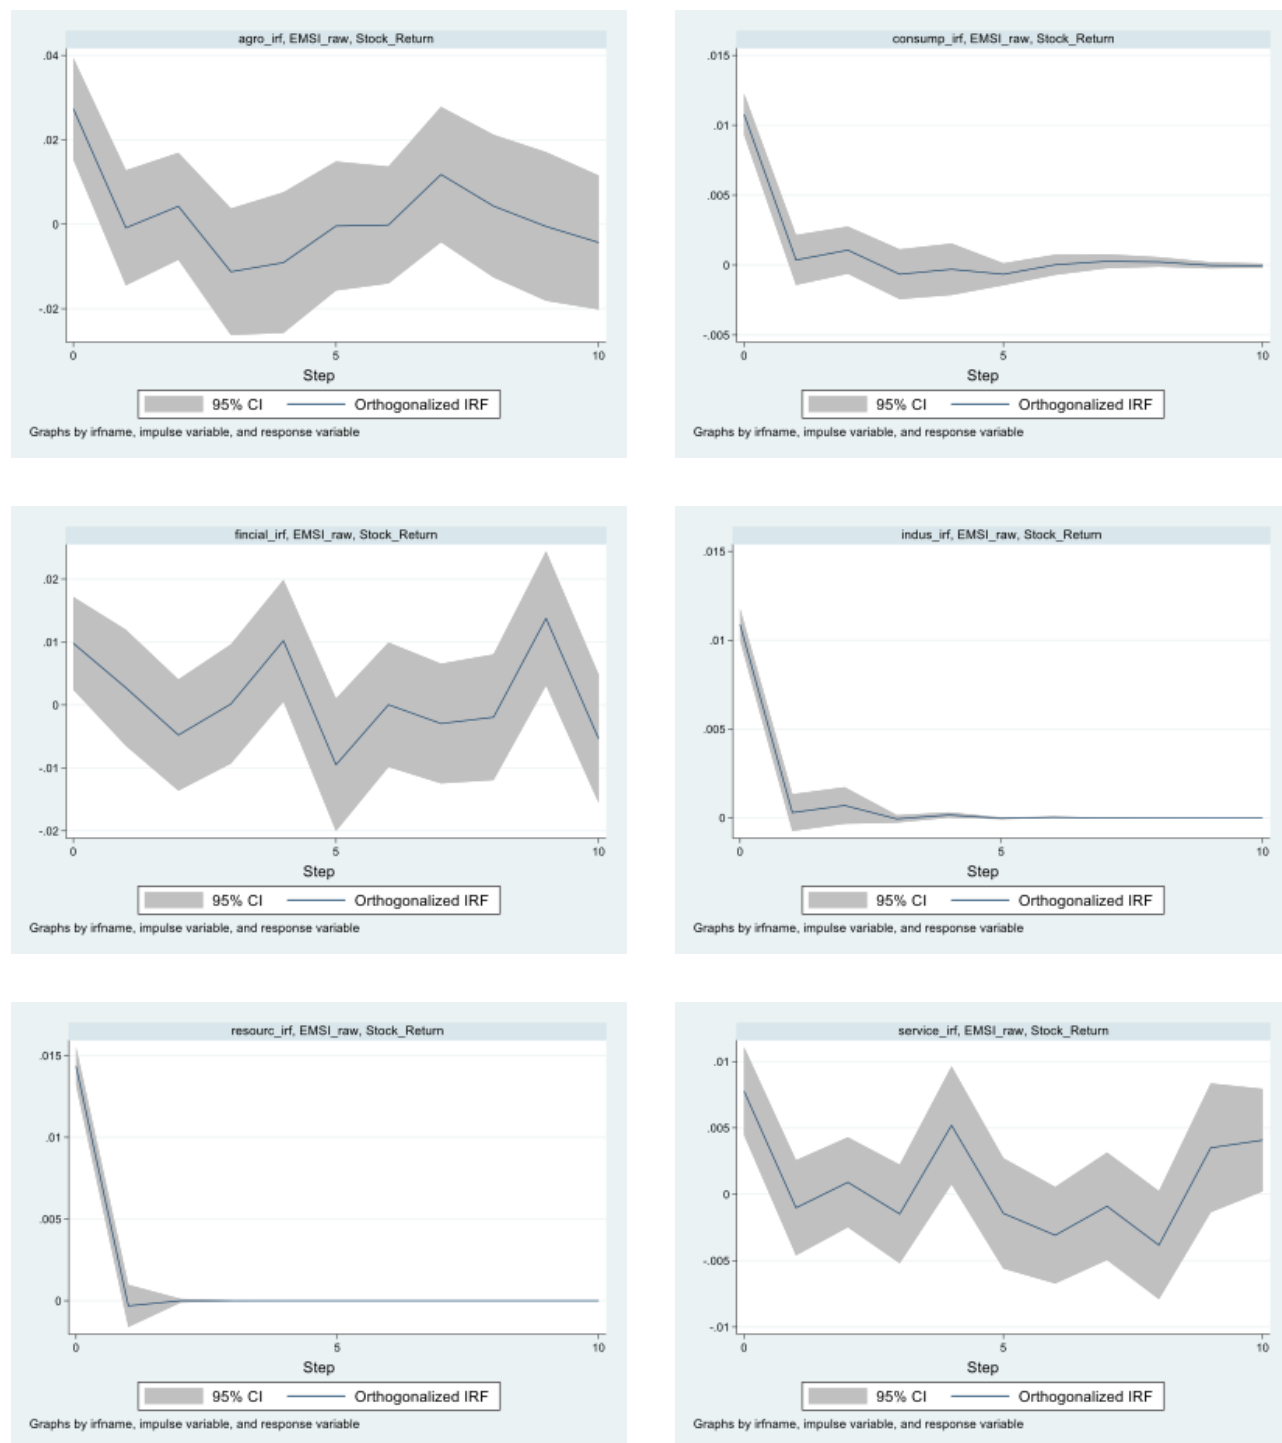 agro_irf, EMSI_raw, Stock_Return
.04
.02
0
-.02
0 5 10
Step
95% CI Orthogonalized IRF
Graphs by irfname, impulse variable, and response variable
consump_irf, EMSI_raw, Stock_Return
.015
.01
.005
0
-.005
0 5 10
Step
95% CI Orthogonalized IRF
Graphs by irfname, impulse variable, and response variable
fincial_irf, EMSI_raw, Stock_Return
.02
.01
0
-.01
-.02
0 5 10
Step
95% CI Orthogonalized IRF
Graphs by irfname, impulse variable, and response variable
indus_irf, EMSI_raw, Stock_Return
.015
.01
.005
0
0 5 10
Step
95% CI Orthogonalized IRF
Graphs by irfname, impulse variable, and response variable
resourc_irf, EMSI_raw, Stock_Return
.015
.01
.005
0
0 5 10
Step
95% CI Orthogonalized IRF
Graphs by irfname, impulse variable, and response variable
service_irf, EMSI_raw, Stock_Return
.01
.005
0
-.005
-.01
0 5 10
Step
95% CI Orthogonalized IRF
Graphs by irfname, impulse variable, and response variable